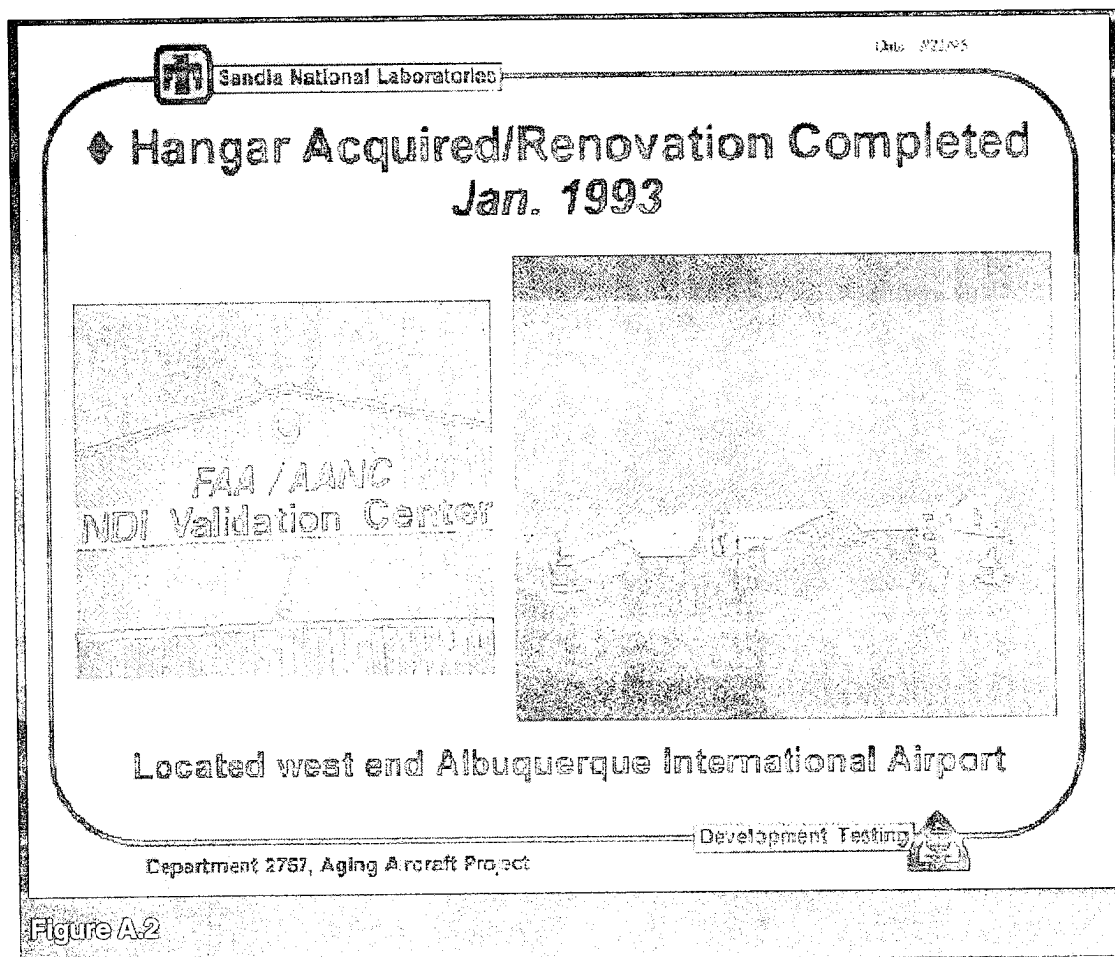 Sandia National Laboratories
Hangar Acquired/Renovation Completed
Jan. 1993
FAA / AANC
NDI Validation Center
Located west end Albuquerque International Airport
Development Testing
Department 2757, Aging Aircraft Project
Figure A.2